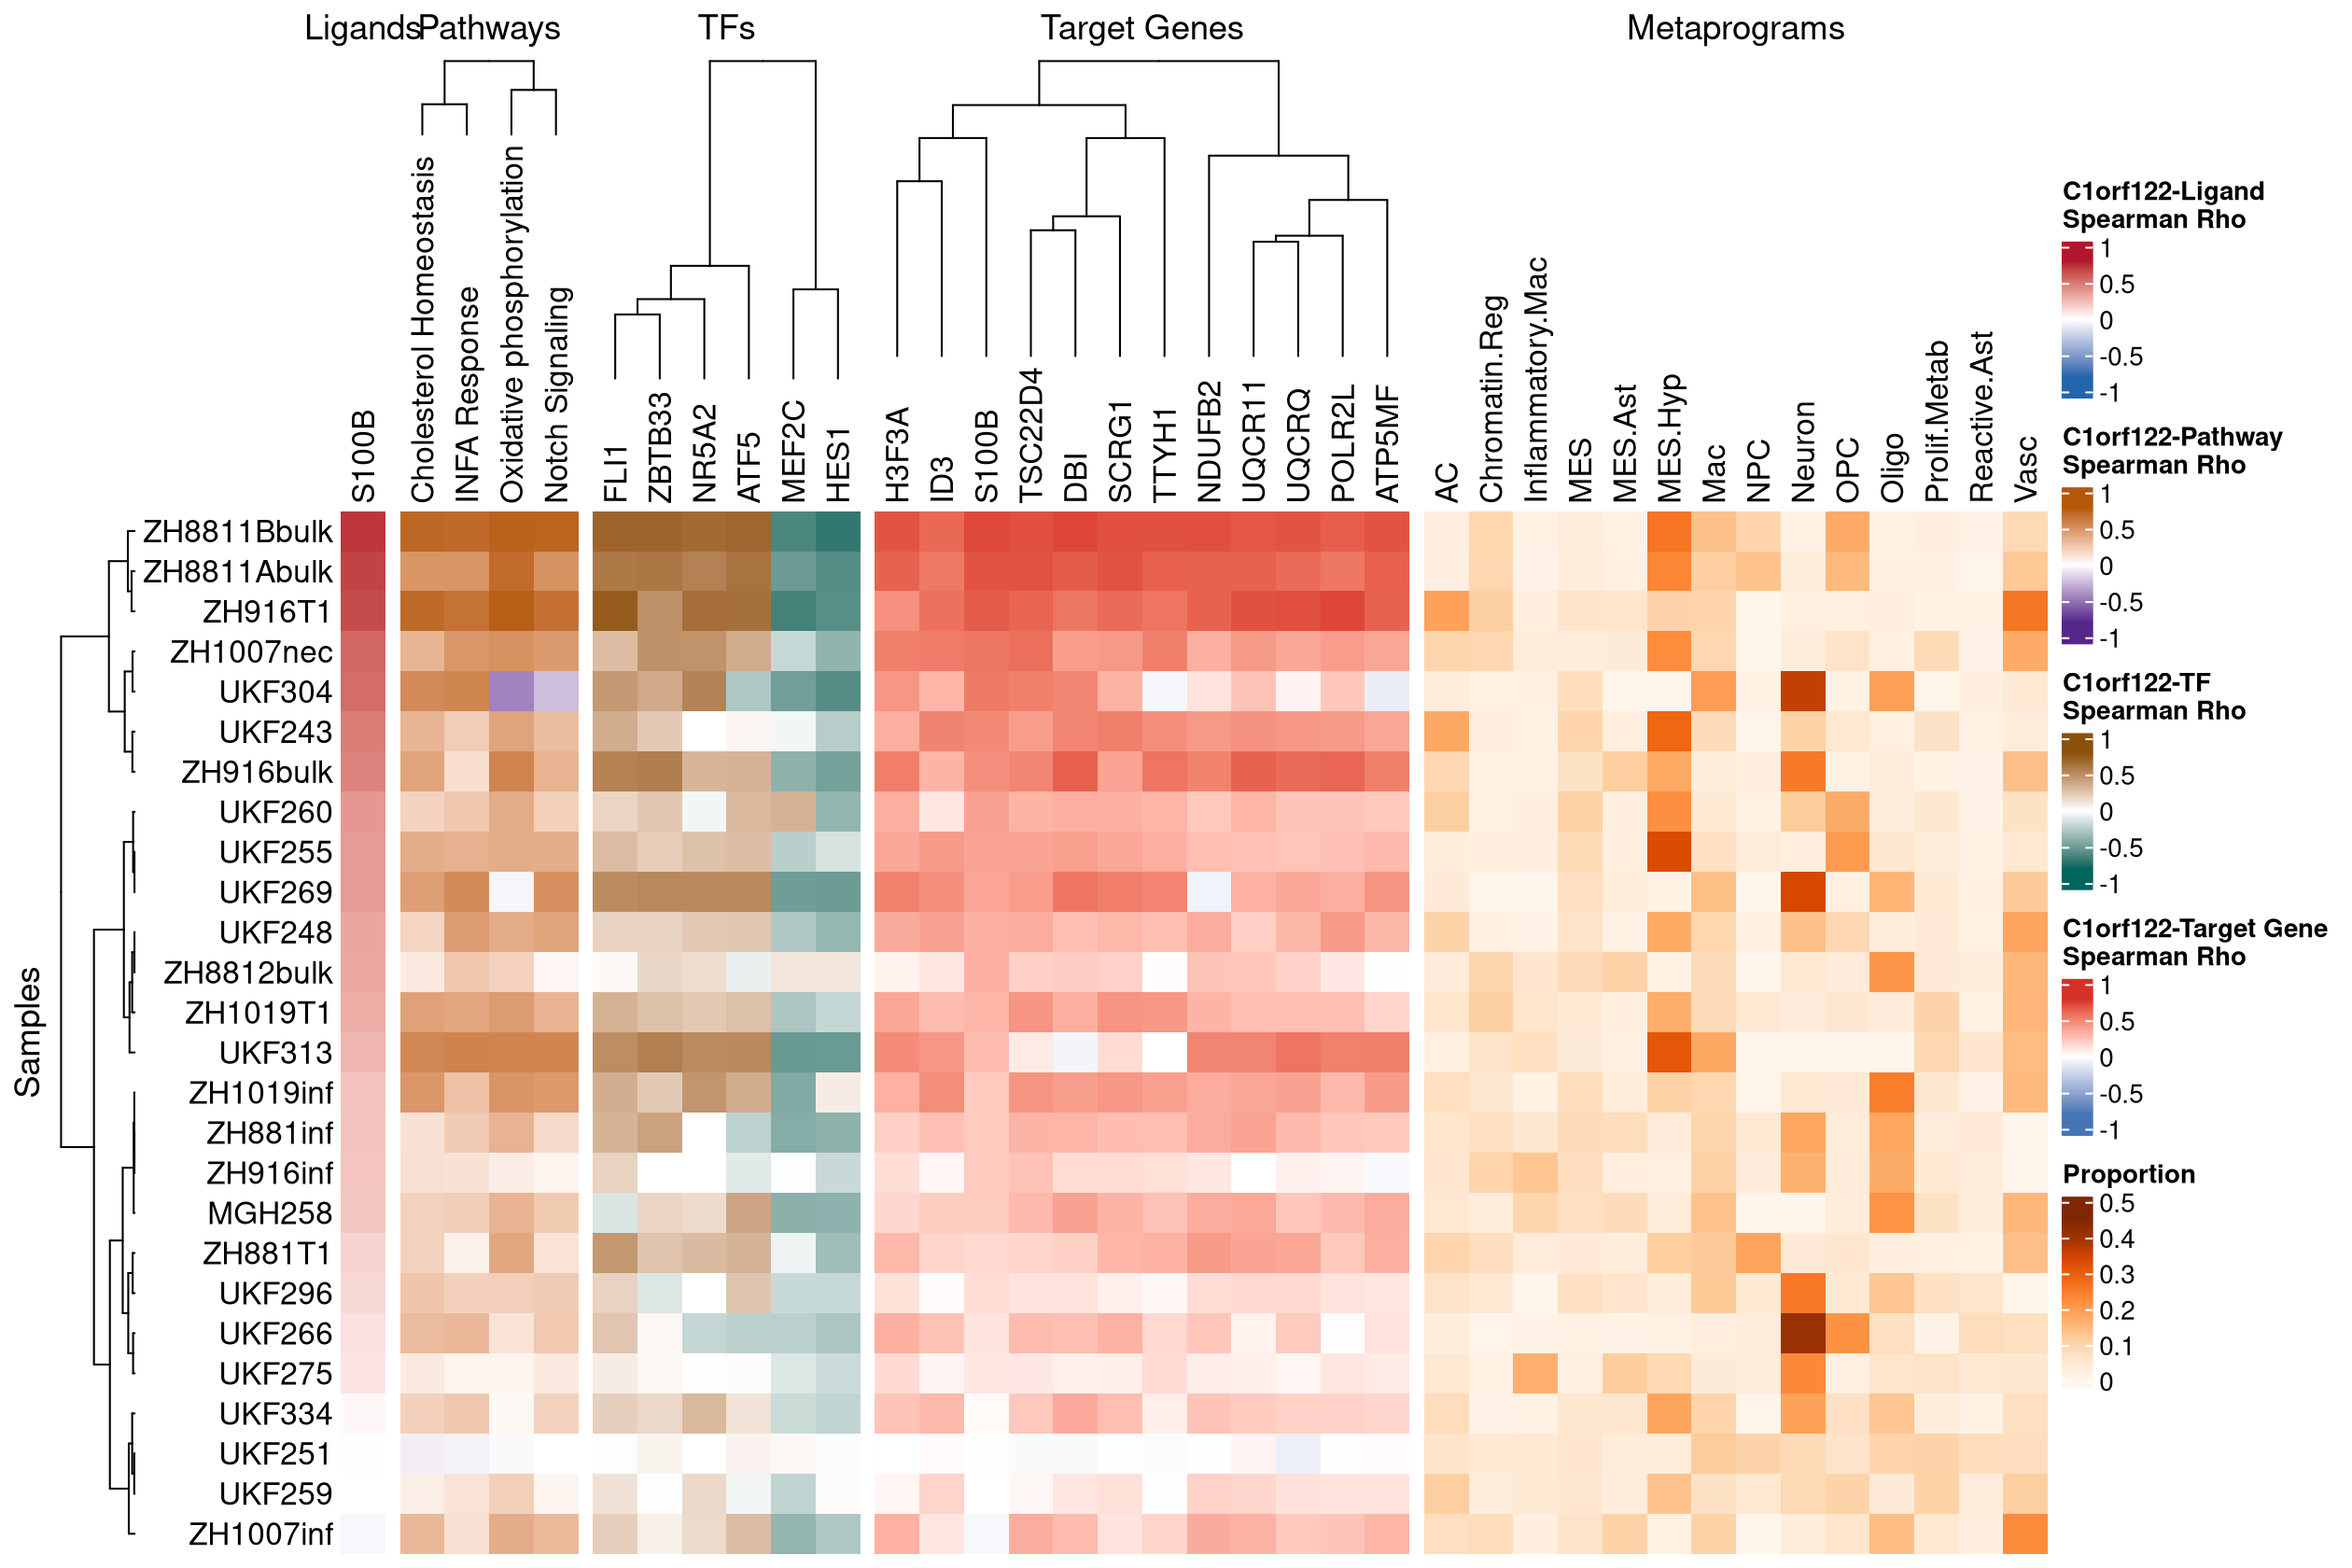 Ligands
Pathways
TFs
Target Genes
Metaprograms
S100B
Cholesterol Homeostasis
INFA Response
Oxidative phosphorylation
Notch Signaling
FLI1
ZBTB33
NR5A2
ATF5
MEF2C
HES1
H3F3A
ID3
S100B
TSC22D4
DBI
SCRG1
TTYH1
NDUFB2
UQCR11
UQCRQ
POLR2L
ATP5MF
AC
Chromatin.Reg
Inflammatory.Mac
MES
MES.Ast
MES.Hyp
Mac
NPC
Neuron
OPC
Oligo
Prolif.Metab
Reactive.Ast
Vasc
Samples
ZH8811Bbulk
ZH8811Abulk
ZH916T1
ZH1007nec
UKF304
UKF243
ZH916bulk
UKF260
UKF255
UKF269
UKF248
ZH8812bulk
ZH1019T1
UKF313
ZH1019inf
ZH881inf
ZH916inf
MGH258
ZH881T1
UKF296
UKF266
UKF275
UKF334
UKF251
UKF259
ZH1007inf
C1orf122-Ligand
Spearman Rho
1
0.5
0
-0.5
-1
C1orf122-Pathway
Spearman Rho
1
0.5
0
-0.5
-1
C1orf122-TF
Spearman Rho
1
0.5
0
-0.5
-1
C1orf122-Target Gene
Spearman Rho
1
0.5
0
-0.5
-1
Proportion
0.5
0.4
0.3
0.2
0.1
0